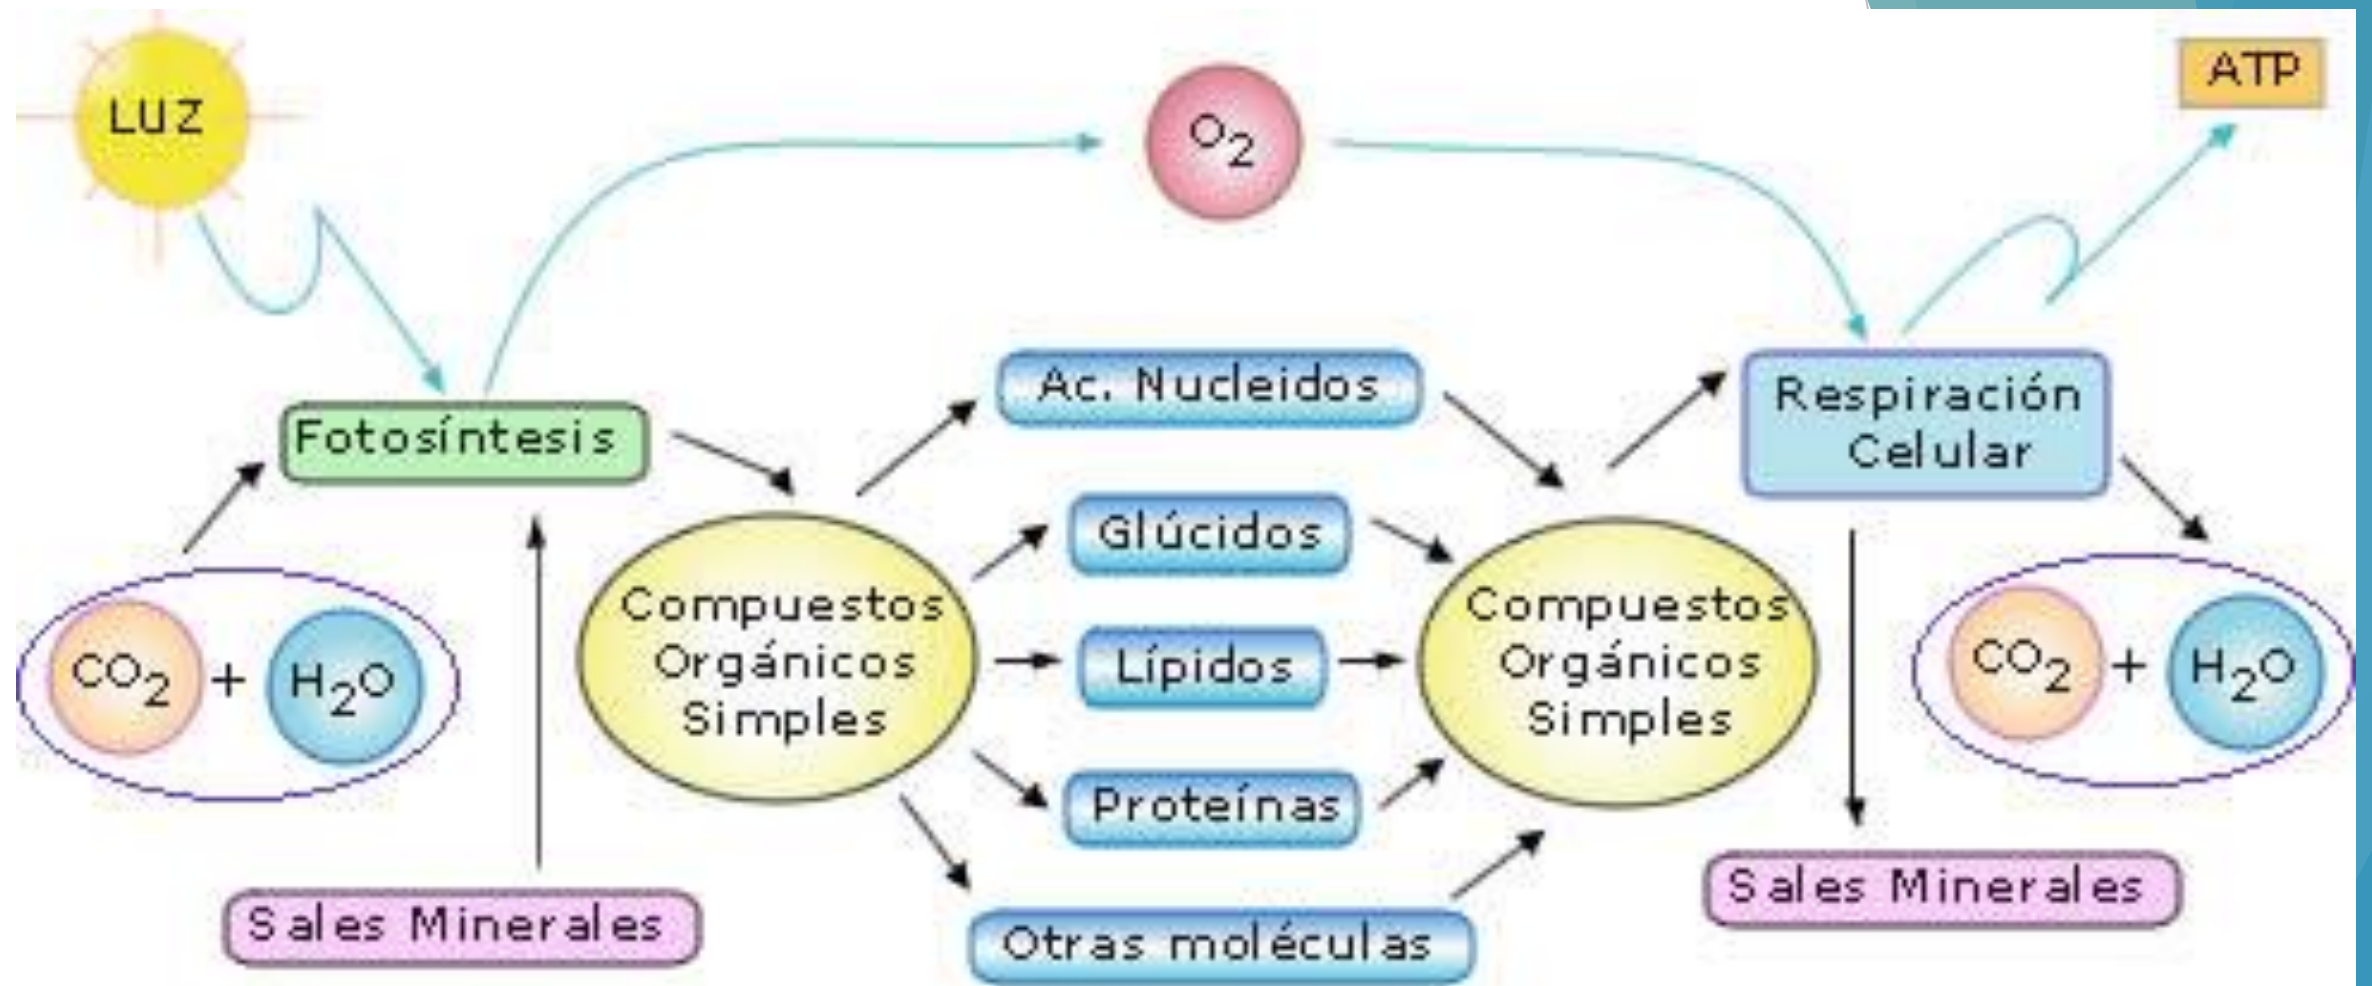 LUZ
O2
ATP
Fotosíntesis
Ac. Nucleidos
Respiración
Celular
Glúcidos
Compuestos
Orgánicos
Simples
Compuestos
Orgánicos
Simples
Lípidos
CO2 + H2O
CO2 + H2O
Proteínas
Sales Minerales
Sales Minerales
Otras moléculas